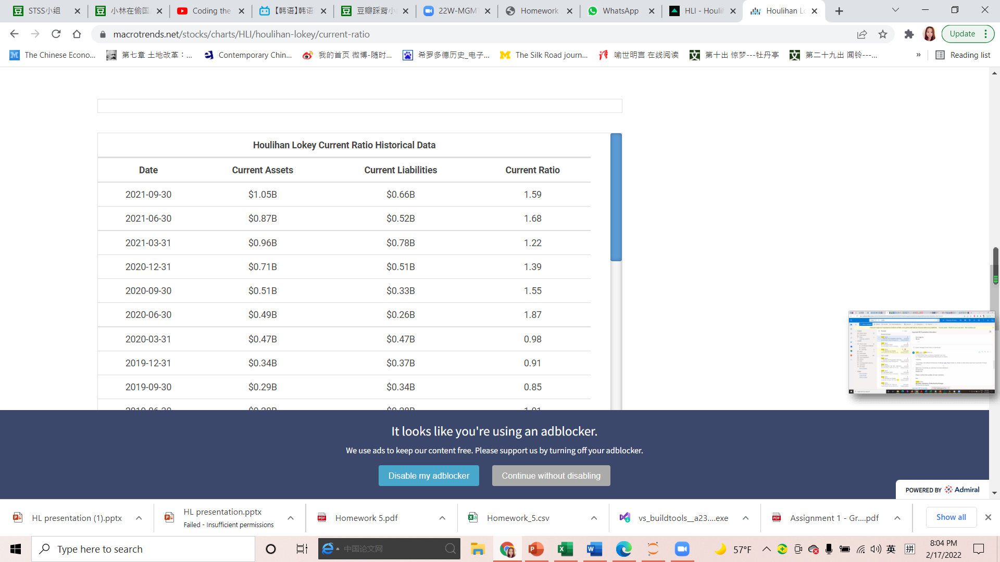 STSS小组
小林在偷国
Coding the
【韩语】韩语
豆瓣踩背小
22W-MGMT
Homework
WhatsApp
HLI - Houlih
Houlihan Lo
macrotrends.net/stocks/charts/HLI/houlihan-lokey/current-ratio
Update
The Chinese Econo...
第七章 土地改革：...
Contemporary Chin...
我的首页 微博-随时...
希罗多德历史_电子...
The Silk Road journ...
喻世明言 在线阅读
第十出 惊梦---牡丹亭
第二十九出 闻铃---...
»
Reading list
Houlihan Lokey Current Ratio Historical Data
Date Current Assets Current Liabilities Current Ratio
2021-09-30 $1.05B $0.66B 1.59
2021-06-30 $0.87B $0.52B 1.68
2021-03-31 $0.96B $0.78B 1.22
2020-12-31 $0.71B $0.51B 1.39
2020-09-30 $0.51B $0.33B 1.55
2020-06-30 $0.49B $0.26B 1.87
2020-03-31 $0.47B $0.47B 0.98
2019-12-31 $0.34B $0.37B 0.91
2019-09-30 $0.29B $0.34B 0.85
It looks like you're using an adblocker.
We use ads to keep our content free. Please support us by turning off your adblocker.
Disable my adblocker
Continue without disabling
POWERED BY Admiral
HL presentation (1).pptx
HL presentation.pptx
Failed - Insufficient permissions
Homework 5.pdf
Homework_5.csv
vs_buildtools__a23....exe
Assignment 1 - Gr....pdf
Show all
Type here to search
中国论文网
57°F
英
拼
8:04 PM
2/17/2022